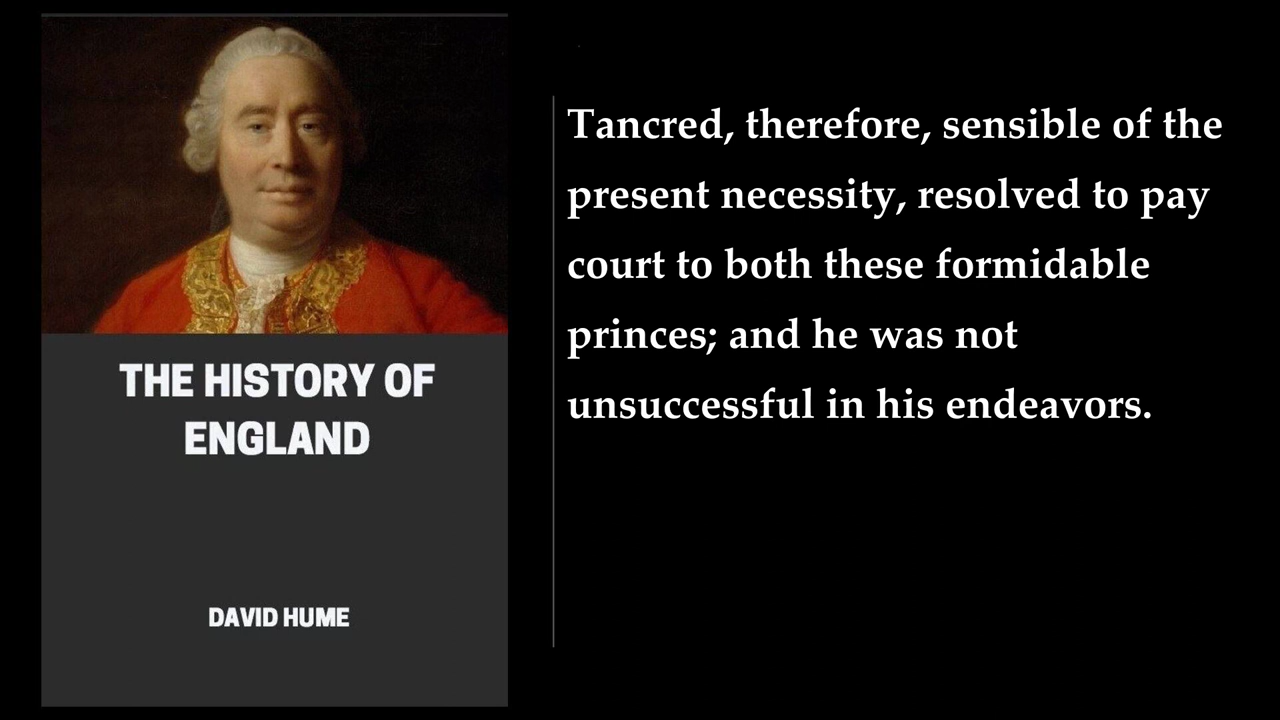 THE HISTORY OF
ENGLAND
DAVID HUME
Tancred, therefore, sensible of the
present necessity, resolved to pay
court to both these formidable
princes; and he was not
unsuccessful in his endeavors.